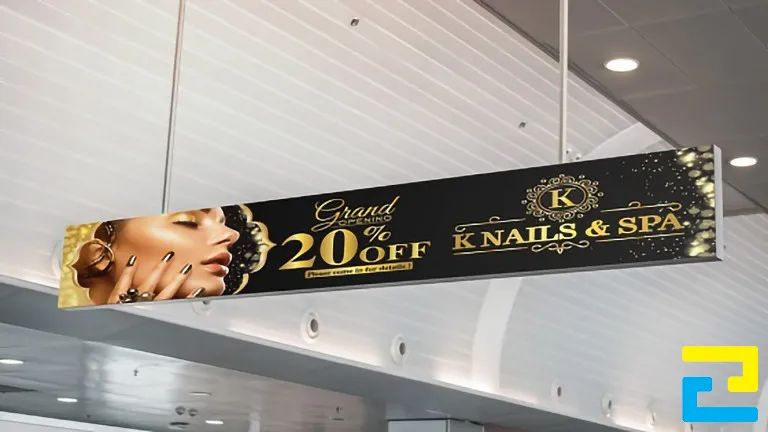 Grand
OPENING
20% OFF
Please come in for details !
K
K NAILS & SPA